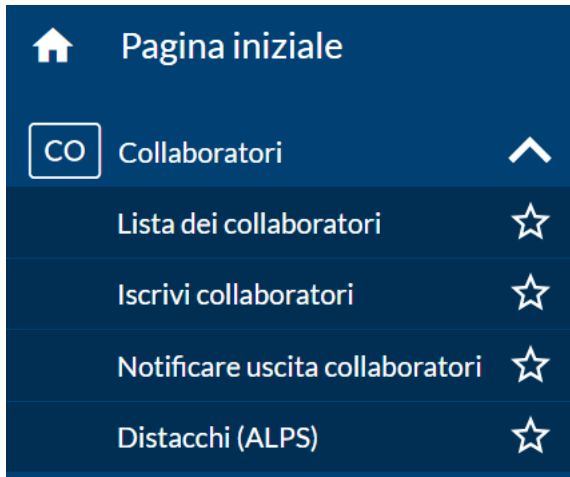 Pagina iniziale
CO Collaboratori
Lista dei collaboratori
Iscrivi collaboratori
Notificare uscita collaboratori
Distacchi (ALPS)